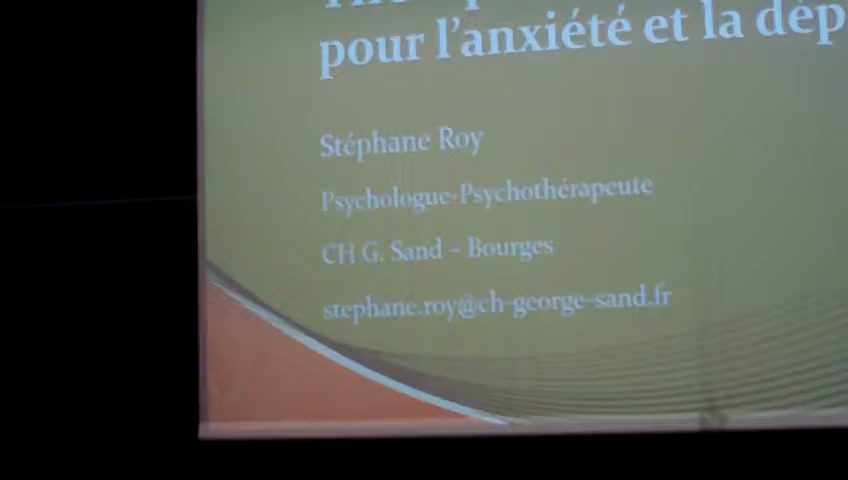 pour l'anxiété et la dép
Stéphane Roy
Psychologue-Psychothérapeute
CH G. Sand – Bourges
stephane.roy@ch-george-sand.fr